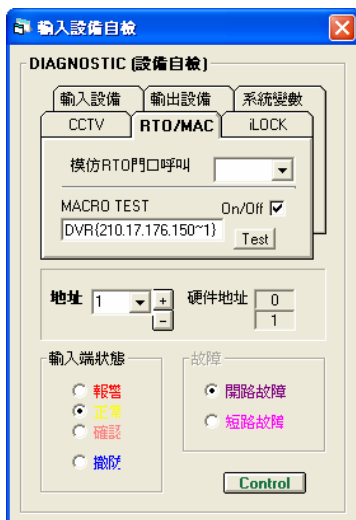 輸入設備自檢
DIAGNOSTIC (設備自檢)
輸入設備 輸出設備 系統變數
CCTV RTO/MAC iLOCK
模仿RTO門口呼叫
MACRO TEST On/Off
DVR{210.17.176.150~1} Test
地址 1 + - 硬件地址 0
1
輸入端狀態 故障
報警 開路故障
正常 短路故障
確認
撤防
Control